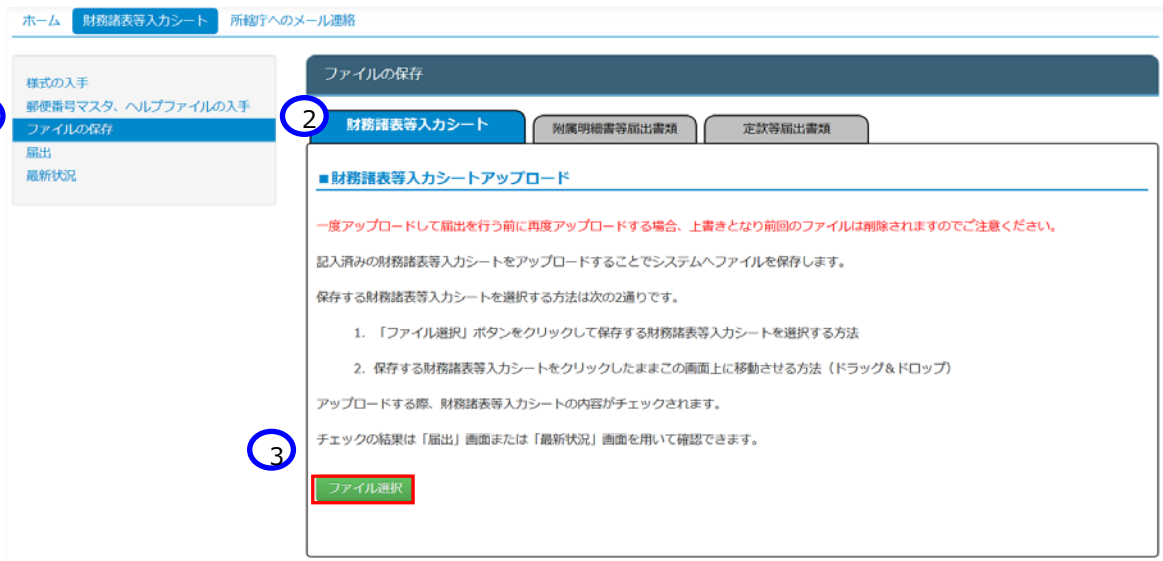 ホーム 財務諸表等入力シート 所轄庁へのメール連絡
様式の入手
郵便番号マスタ、ヘルプファイルの入手
ファイルの保存
届出
最新状況
ファイルの保存
2
財務諸表等入力シート 附属明細書等届出書類 定款等届出書類
■財務諸表等入力シートアップロード
一度アップロードして届出を行う前に再度アップロードする場合、上書きとなり前回のファイルは削除されますのでご注意ください。
記入済みの財務諸表等入力シートをアップロードすることでシステムへファイルを保存します。
保存する財務諸表等入力シートを選択する方法は次の2通りです。
1. 「ファイル選択」ボタンをクリックして保存する財務諸表等入力シートを選択する方法
2. 保存する財務諸表等入力シートをクリックしたままこの画面上に移動させる方法（ドラッグ&ドロップ）
アップロードする際、財務諸表等入力シートの内容がチェックされます。
チェックの結果は「届出」画面または「最新状況」画面を用いて確認できます。
3
ファイル選択